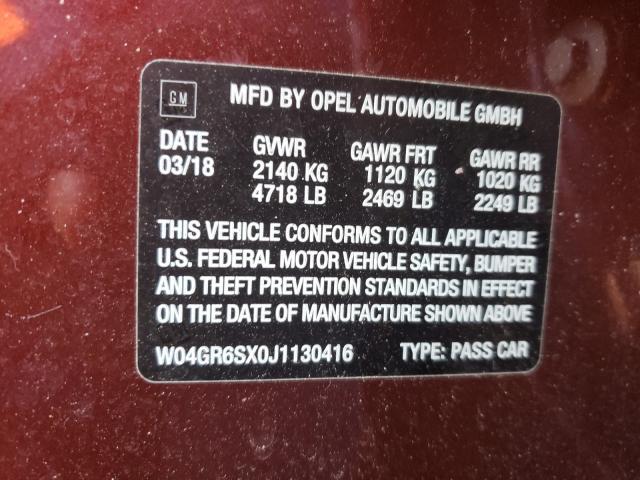 GM
MFD BY OPEL AUTOMOBILE GMBH
DATE GVWR GAWR FRT GAWR RR
03/18 2140 KG 1120 KG 1020 KG
4718 LB 2469 LB 2249 LB
THIS VEHICLE CONFORMS TO ALL APPLICABLE
U.S. FEDERAL MOTOR VEHICLE SAFETY, BUMPER
AND THEFT PREVENTION STANDARDS IN EFFECT
ON THE DATE OF MANUFACTURE SHOWN ABOVE
W04GR6SX0J1130416 TYPE: PASS CAR